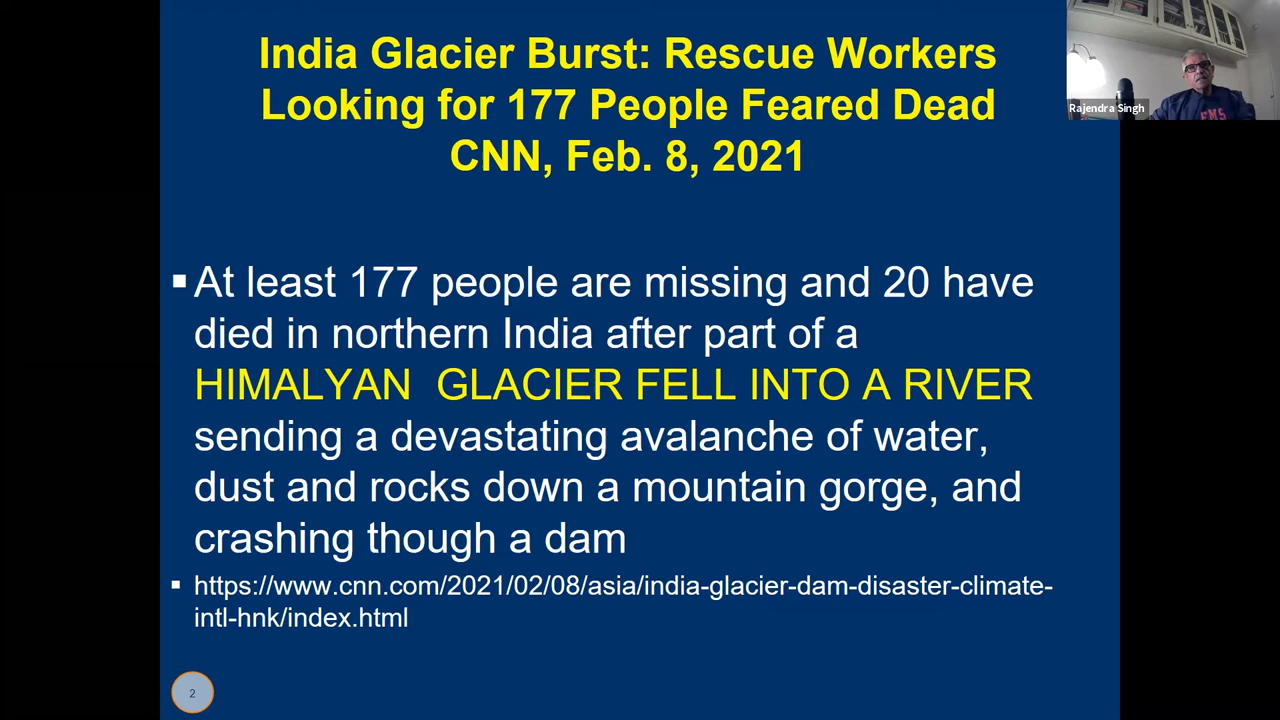 India Glacier Burst: Rescue Workers
Looking for 177 People Feared Dead
CNN, Feb. 8, 2021
Rajendra Singh
EMS
▪At least 177 people are missing and 20 have
died in northern India after part of a
HIMALYAN GLACIER FELL INTO A RIVER
sending a devastating avalanche of water,
dust and rocks down a mountain gorge, and
crashing though a dam
▪ https://www.cnn.com/2021/02/08/asia/india-glacier-dam-disaster-climate-
intl-hnk/index.html
2